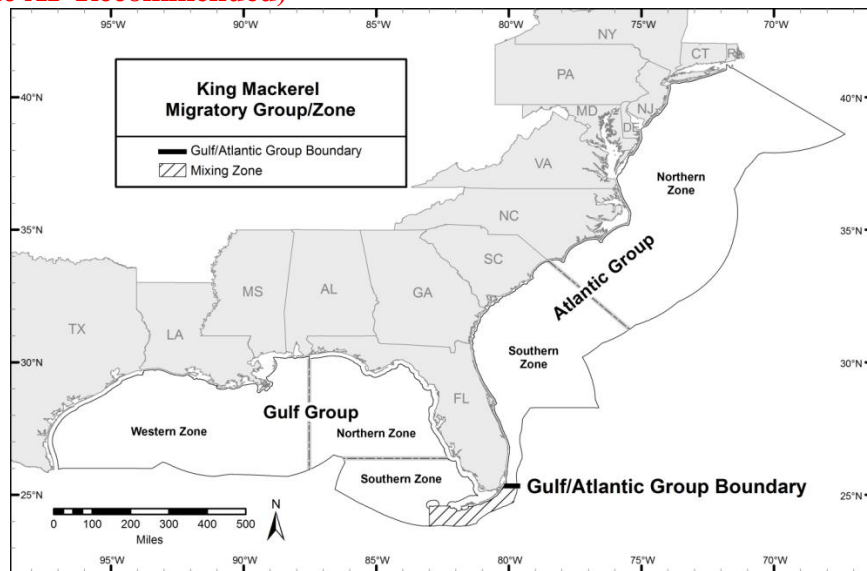 Recommended)
95°W 90°W 85°W 80°W 75°W 70°W
King Mackerel
Migratory Group/Zone
Gulf/Atlantic Group Boundary
Mixing Zone
40°N
35°N
30°N
25°N
40°N
35°N
30°N
25°N
NY
CT
PA
NJ
MD
DE
VA
NC
SC
MS
AL
GA
TX
LA
FL
Northern
Zone
Atlantic Group
Southern
Zone
Gulf Group
Western Zone
Northern Zone
Southern Zone
Gulf/Atlantic Group Boundary
N
0 100 200 300 400 500
Miles
95°W 90°W 85°W 80°W 75°W 70°W